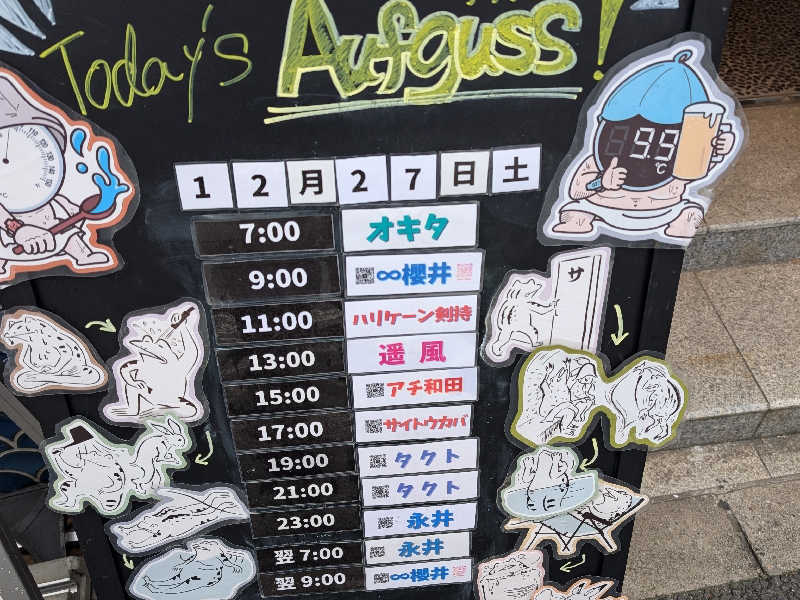 Today's Aufguss!
12月27日土
7:00 オキタ
9:00 ∞櫻井
11:00 ハリケーン剣持
13:00 遥風
15:00 アチ和田
17:00 サイトウカバ
19:00 タクト
21:00 タクト
23:00 永井
翌7:00 永井
翌9:00 ∞櫻井
99℃
サ